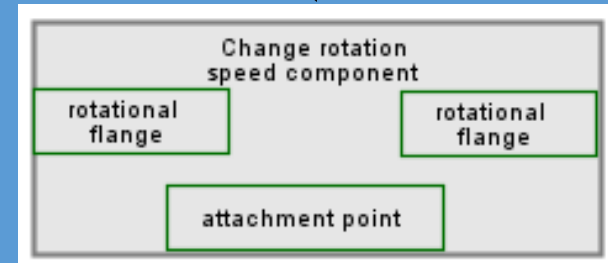 Change rotation
speed component
rotational
flange
rotational
flange
attachment point